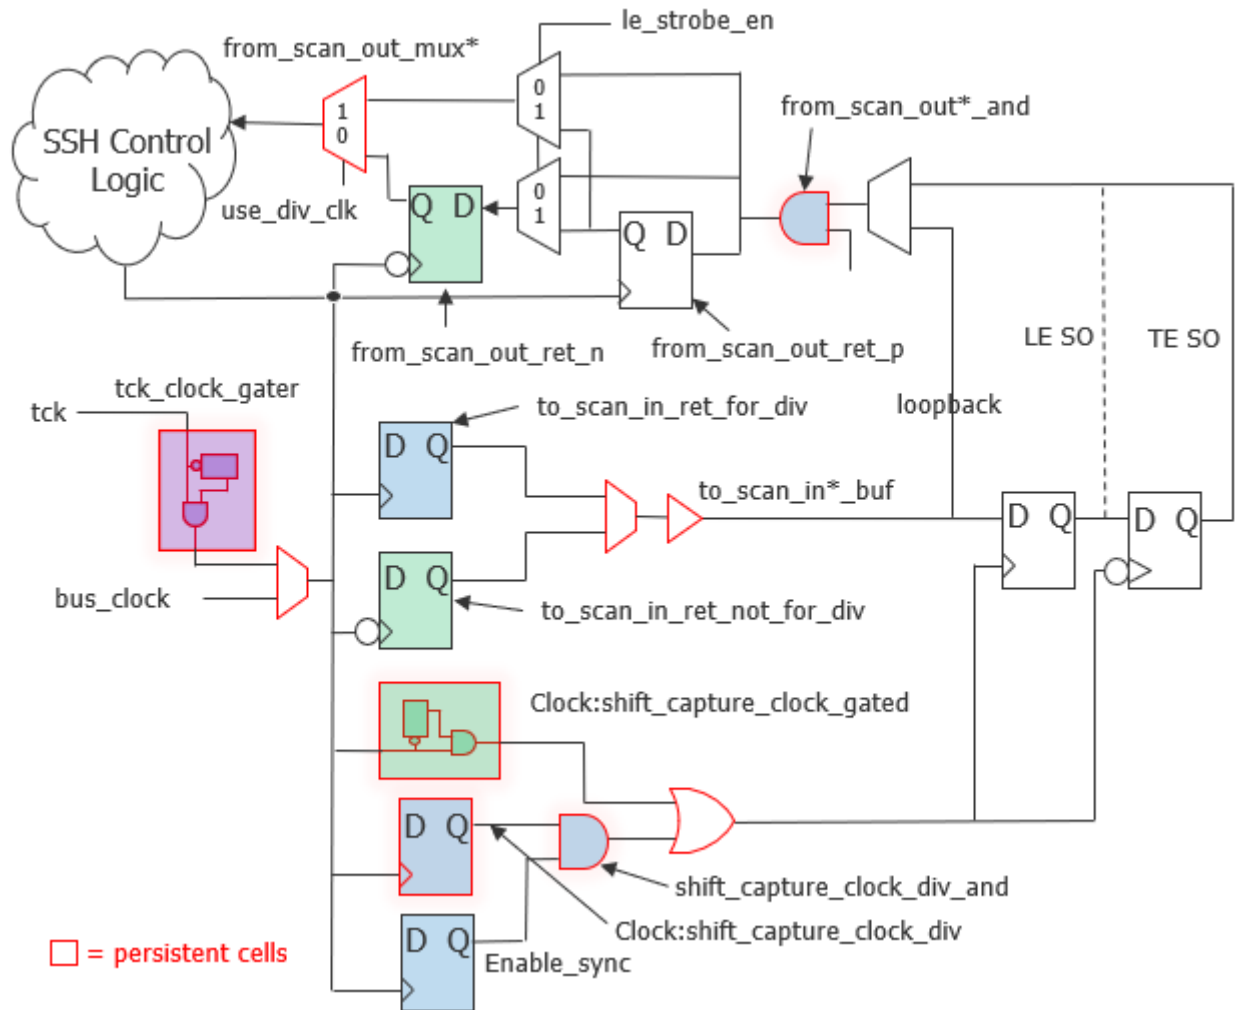 le_strobe_en
from_scan_out_mux*
0
1
1
0
from_scan_out*_and
SSH Control
Logic
0
1
use_div_clk
Q D
Q D
from_scan_out_ret_n
from_scan_out_ret_p
LE SO
TE SO
tck_clock_gater
tck
to_scan_in_ret_for_div
loopback
D Q
to_scan_in*_buf
D Q
D Q
D Q
bus_clock
to_scan_in_ret_not_for_div
Clock:shift_capture_clock_gated
D Q
shift_capture_clock_div_and
Clock:shift_capture_clock_div
D Q
Enable_sync
= persistent cells